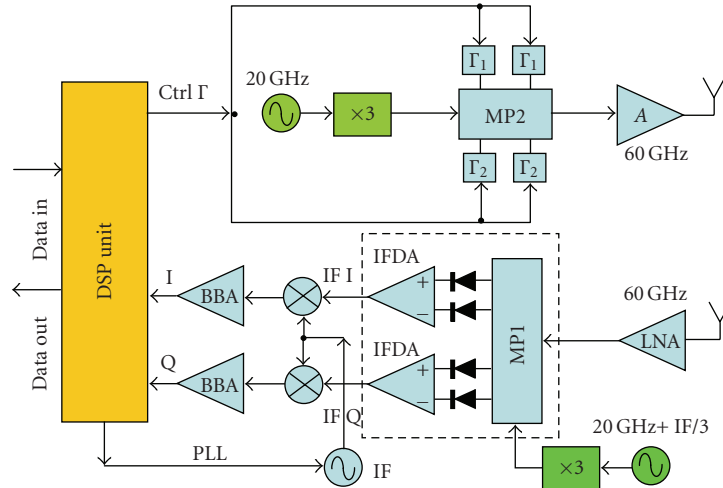 Ctrl Γ
20 GHz
×3
Γ1
Γ1
MP2
Γ2
Γ2
A
60 GHz
Data in
DSP unit
Data out
I
BBA
IF I
IFDA
+
−
MP1
60 GHz
LNA
Q
BBA
IF Q
IFDA
+
−
PLL
IF
20 GHz+ IF/3
×3